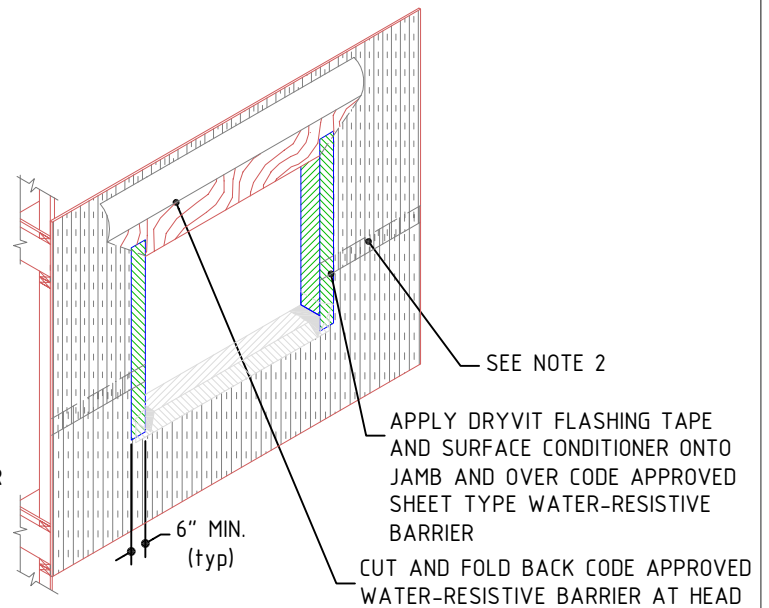 SEE NOTE 2
APPLY DRYVIT FLASHING TAPE
AND SURFACE CONDITIONER ONTO
JAMB AND OVER CODE APPROVED
SHEET TYPE WATER-RESISTIVE
BARRIER
R
6" MIN.
(typ)
CUT AND FOLD BACK CODE APPROVED
WATER-RESISTIVE BARRIER AT HEAD